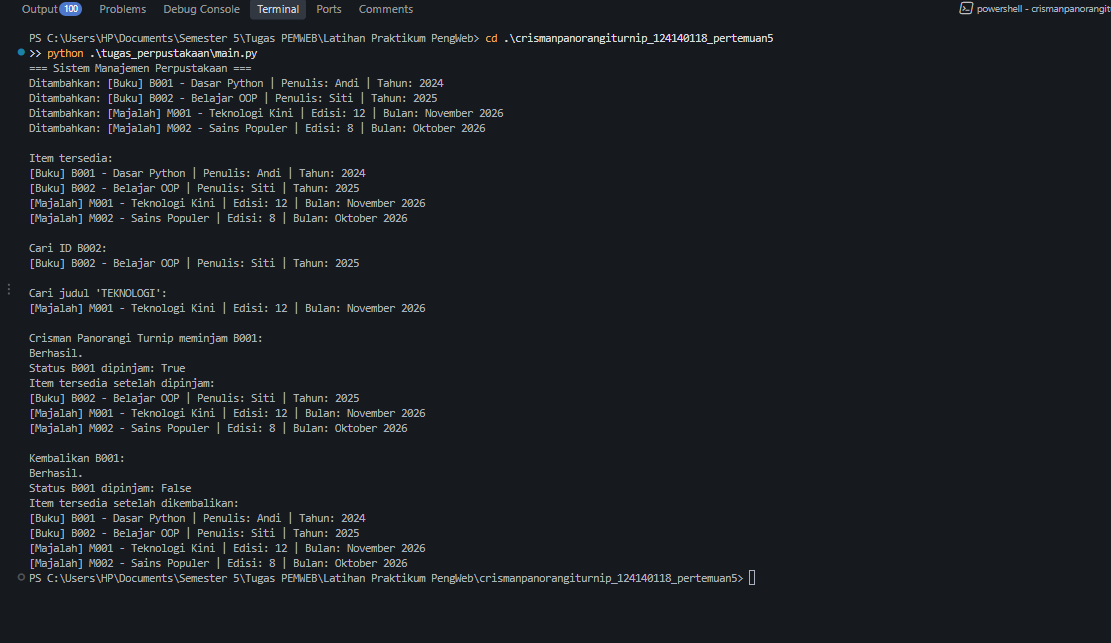 Output 100 Problems Debug Console Terminal Ports Comments powershell - crismanpanorangit
PS C:\Users\HP\Documents\Semester 5\Tugas PEMWEB\Latihan Praktikum PengWeb> cd .\crismanpanorangiturnip_124140118_pertemuan5
>> python .\tugas_perpustakaan\main.py
=== Sistem Manajemen Perpustakaan ===
Ditambahkan: [Buku] B001 - Dasar Python | Penulis: Andi | Tahun: 2024
Ditambahkan: [Buku] B002 - Belajar OOP | Penulis: Siti | Tahun: 2025
Ditambahkan: [Majalah] M001 - Teknologi Kini | Edisi: 12 | Bulan: November 2026
Ditambahkan: [Majalah] M002 - Sains Populer | Edisi: 8 | Bulan: Oktober 2026
Item tersedia:
[Buku] B001 - Dasar Python | Penulis: Andi | Tahun: 2024
[Buku] B002 - Belajar OOP | Penulis: Siti | Tahun: 2025
[Majalah] M001 - Teknologi Kini | Edisi: 12 | Bulan: November 2026
[Majalah] M002 - Sains Populer | Edisi: 8 | Bulan: Oktober 2026
Cari ID B002:
[Buku] B002 - Belajar OOP | Penulis: Siti | Tahun: 2025
Cari judul 'TEKNOLOGI':
[Majalah] M001 - Teknologi Kini | Edisi: 12 | Bulan: November 2026
Crisman Panorangi Turnip meminjam B001:
Berhasil.
Status B001 dipinjam: True
Item tersedia setelah dipinjam:
[Buku] B002 - Belajar OOP | Penulis: Siti | Tahun: 2025
[Majalah] M001 - Teknologi Kini | Edisi: 12 | Bulan: November 2026
[Majalah] M002 - Sains Populer | Edisi: 8 | Bulan: Oktober 2026
Kembalikan B001:
Berhasil.
Status B001 dipinjam: False
Item tersedia setelah dikembalikan:
[Buku] B001 - Dasar Python | Penulis: Andi | Tahun: 2024
[Buku] B002 - Belajar OOP | Penulis: Siti | Tahun: 2025
[Majalah] M001 - Teknologi Kini | Edisi: 12 | Bulan: November 2026
[Majalah] M002 - Sains Populer | Edisi: 8 | Bulan: Oktober 2026
PS C:\Users\HP\Documents\Semester 5\Tugas PEMWEB\Latihan Praktikum PengWeb\crismanpanorangiturnip_124140118_pertemuan5>